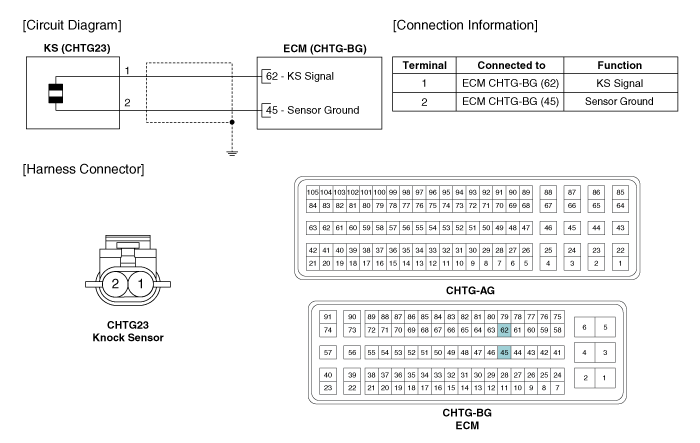 [Circuit Diagram]
KS (CHTG23)
ECM (CHTG-BG)
1
62 - KS Signal
2
45 - Sensor Ground
[Connection Information]
Terminal Connected to Function
1 ECM CHTG-BG (62) KS Signal
2 ECM CHTG-BG (45) Sensor Ground
[Harness Connector]
2 1
CHTG23
Knock Sensor
105 104 103 102 101 100 99 98 97 96 95 94 93 92 91 90 89 88 87 86 85
84 83 82 81 80 79 78 77 76 75 74 73 72 71 70 69 68 67 66 65 64
63 62 61 60 59 58 57 56 55 54 53 52 51 50 49 48 47 46 45 44 43
42 41 40 39 38 37 36 35 34 33 32 31 30 29 28 27 26 25 24 23 22
21 20 19 18 17 16 15 14 13 12 11 10 9 8 7 6 5 4 3 2 1
CHTG-AG
91 90 89 88 87 86 85 84 83 82 81 80 79 78 77 76 75
74 73 72 71 70 69 68 67 66 65 64 63 62 61 60 59 58 6 5
57 56 55 54 53 52 51 50 49 48 47 46 45 44 43 42 41 4 3
40 39 38 37 36 35 34 33 32 31 30 29 28 27 26 25 24 2 1
23 22 21 20 19 18 17 16 15 14 13 12 11 10 9 8 7
CHTG-BG
ECM